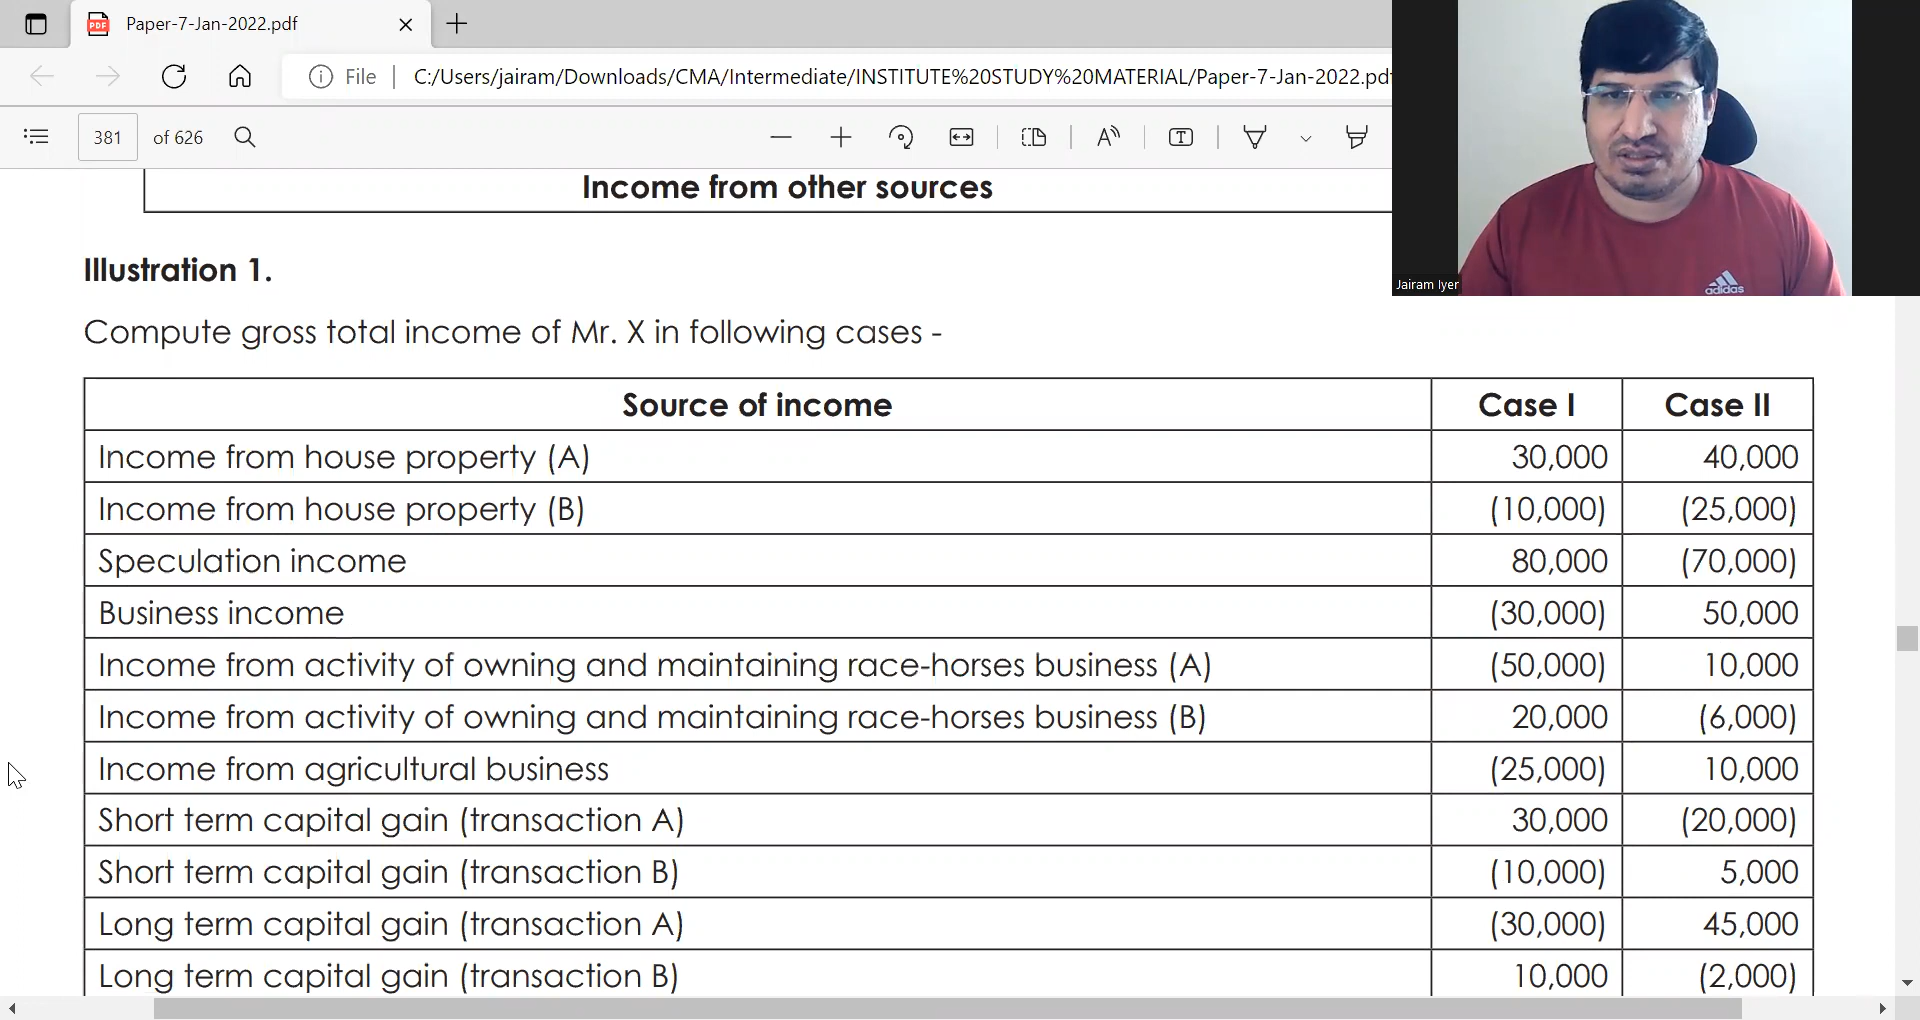 Paper-7-Jan-2022.pdf
File
C:/Users/jairam/Downloads/CMA/Intermediate/INSTITUTE%20STUDY%20MATERIAL/Paper-7-Jan-2022.pdf
381 of 626
Income from other sources
adidas
Jairam Iyer
Illustration 1.
Compute gross total income of Mr. X in following cases -
Source of income Case I Case II
Income from house property (A) 30,000 40,000
Income from house property (B) (10,000) (25,000)
Speculation income 80,000 (70,000)
Business income (30,000) 50,000
Income from activity of owning and maintaining race-horses business (A) (50,000) 10,000
Income from activity of owning and maintaining race-horses business (B) 20,000 (6,000)
Income from agricultural business (25,000) 10,000
Short term capital gain (transaction A) 30,000 (20,000)
Short term capital gain (transaction B) (10,000) 5,000
Long term capital gain (transaction A) (30,000) 45,000
Long term capital gain (transaction B) 10,000 (2,000)